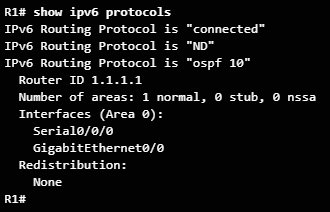 R1# show ipv6 protocols
IPv6 Routing Protocol is "connected"
IPv6 Routing Protocol is "ND"
IPv6 Routing Protocol is "ospf 10"
  Router ID 1.1.1.1
  Number of areas: 1 normal, 0 stub, 0 nssa
  Interfaces (Area 0):
    Serial0/0/0
    GigabitEthernet0/0
  Redistribution:
    None
R1#